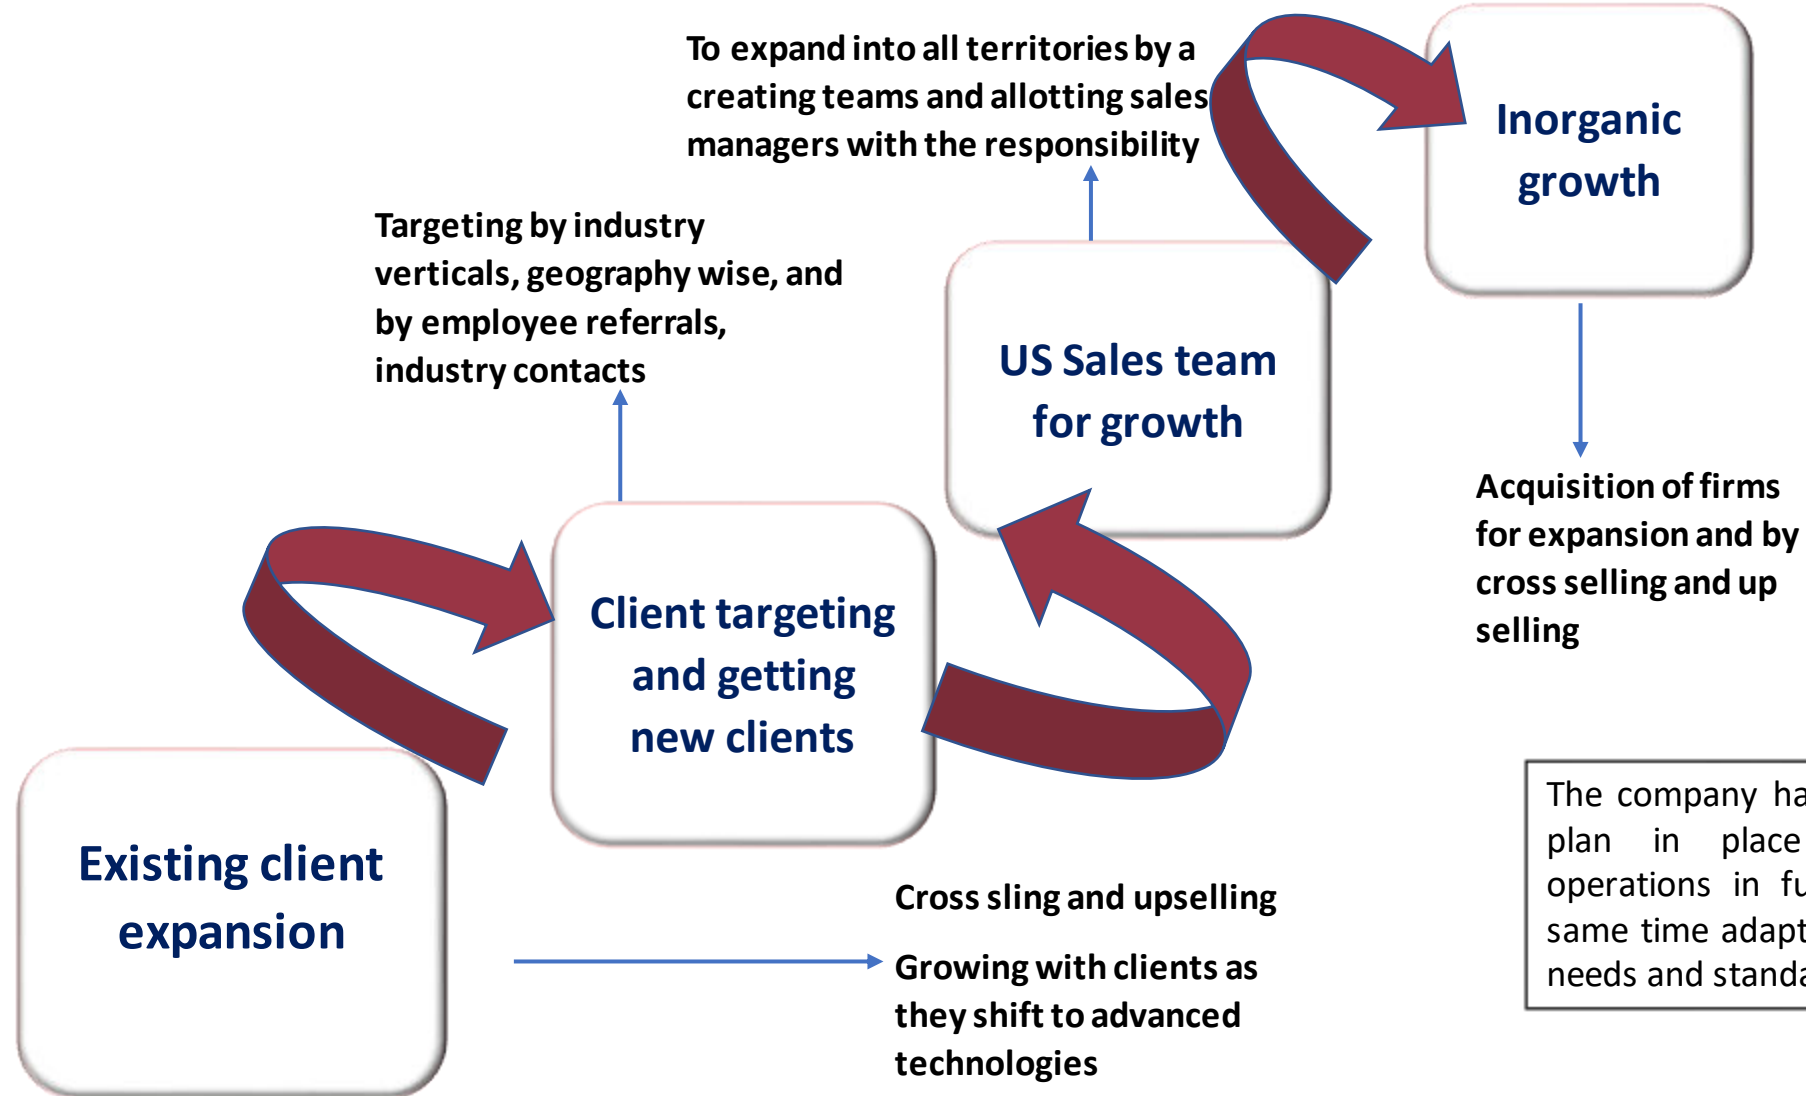 To expand into all territories by a
creating teams and allotting sales
managers with the responsibility
Inorganic
growth
Targeting by industry
verticals, geography wise, and
by employee referrals,
industry contacts
US Sales team
for growth
Acquisition of firms
for expansion and by
cross selling and up
selling
Client targeting
and getting
new clients
Existing client
expansion
Cross sling and upselling
Growing with clients as
they shift to advanced
technologies
The company
plan in place
operations in
same time
needs and